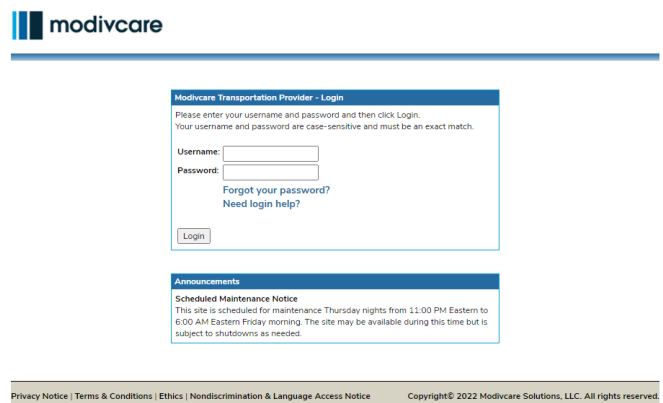 modivcare
Modivcare Transportation Provider - Login
Please enter your username and password and then click Login.
Your username and password are case-sensitive and must be an exact match.
Username:
Password:
Forgot your password?
Need login help?
Login
Announcements
Scheduled Maintenance Notice
This site is scheduled for maintenance Thursday nights from 11:00 PM Eastern to
6:00 AM Eastern Friday morning. The site may be available during this time but is
subject to shutdowns as needed.
Privacy Notice | Terms & Conditions | Ethics | Nondiscrimination & Language Access Notice Copyright© 2022 Modivcare Solutions, LLC. All rights reserved.